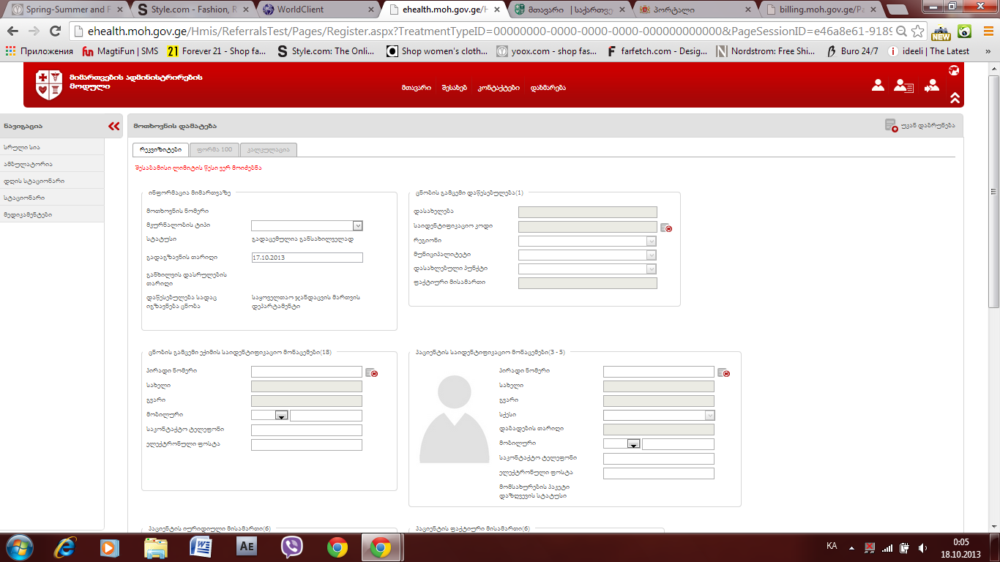 Spring-Summer and F
Style.com - Fashion, R
WorldClient
ehealth.moh.gov.ge/H
მთავარი | საქართვე
პორტალი
billing.moh.gov.ge/Pa
ehealth.moh.gov.ge/Hmis/ReferralsTest/Pages/Register.aspx?TreatmentTypeID=00000000-0000-0000-0000-000000000000&PageSessionID=e46a8e61-9189
NEW
Приложения
MagtiFun | SMS
21 Forever 21 - Shop fa...
Style.com: The Onli...
Shop women's cloth...
yoox.com - shop fas...
farfetch.com - Desig...
Nordstrom: Free Shi...
Buro 24/7
ideeli | The Latest
»
მიმართვების ადმინისტრირების
მოდული
მთავარი შესახებ კონტაქტები დახმარება
ნავიგაცია
მოთხოვნის დამატება
უკან დაბრუნება
სრული სია
ამბულატორია
დღის სტაციონარი
სტაციონარი
მედიკამენტები
რეკვიზიტები ფორმა 100 კალკულაცია
შესაბამისი ლიმიტის წესი ვერ მოიძებნა
ინფორმაცია მიმართვაზე
მოთხოვნის ნომერი
მკურნალობის ტიპი
სტატუსი გადაცემულია განსახილველად
გადაგზავნის თარიღი 17.10.2013
განხილვის დასრულების
თარიღი
დაწესებულება სადაც საყოველთაო ჯანდაცვის მართვის
იგზავნება ცნობა დეპარტამენტი
ცნობის გამცემი დაწესებულება(1)
დასახელება
საიდენტიფიკაციო კოდი
რეგიონი
მუნიციპალიტეტი
დასახლებული პუნქტი
ფაქტიური მისამართი
ცნობის გამცემი ექიმის საიდენტიფიკაციო მონაცემები(18)
პირადი ნომერი
სახელი
გვარი
მობილური
საკონტაქტო ტელეფონი
ელექტრონული ფოსტა
პაციენტის საიდენტიფიკაციო მონაცემები(3 - 5)
პირადი ნომერი
სახელი
გვარი
სქესი
დაბადების თარიღი
მობილური
საკონტაქტო ტელეფონი
ელექტრონული ფოსტა
მომსახურების პაკეტი
დაზღვევის სტატუსი
პაციენტის იურიდიული მისამართი(6)
პაციენტის ფაქტიური მისამართი(6)
AE
KA
0:05
18.10.2013